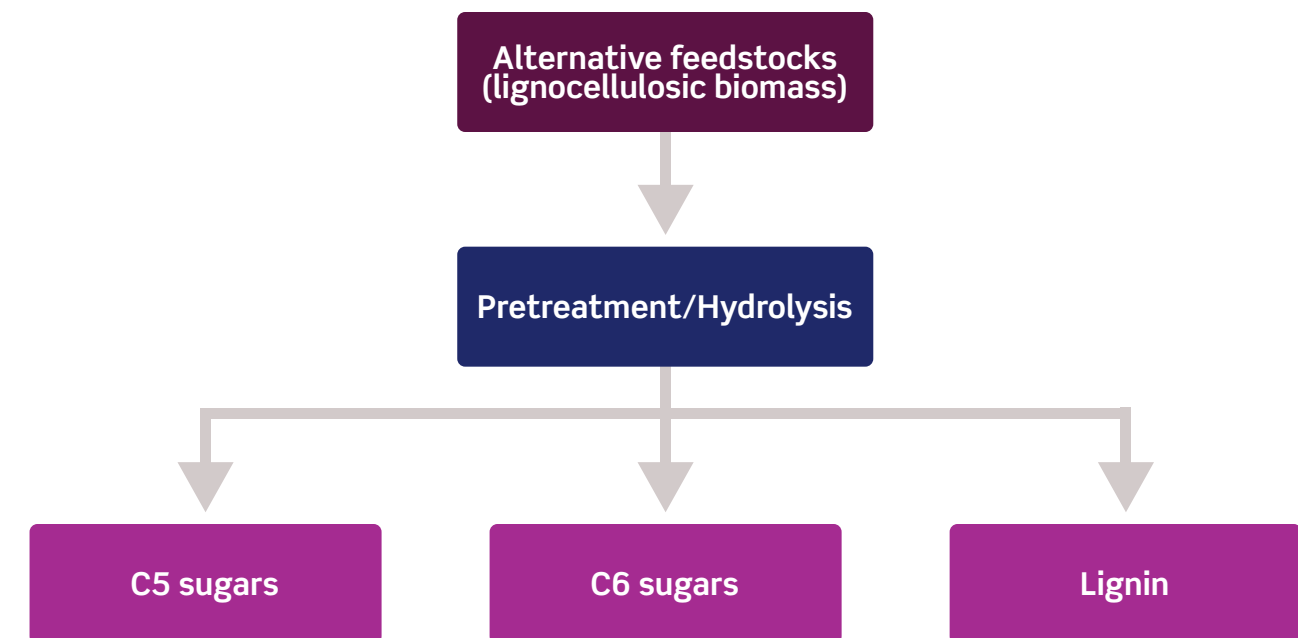 Alternative feedstocks
(lignocellulosic biomass)
Pretreatment/Hydrolysis
C5 sugars
C6 sugars
Lignin